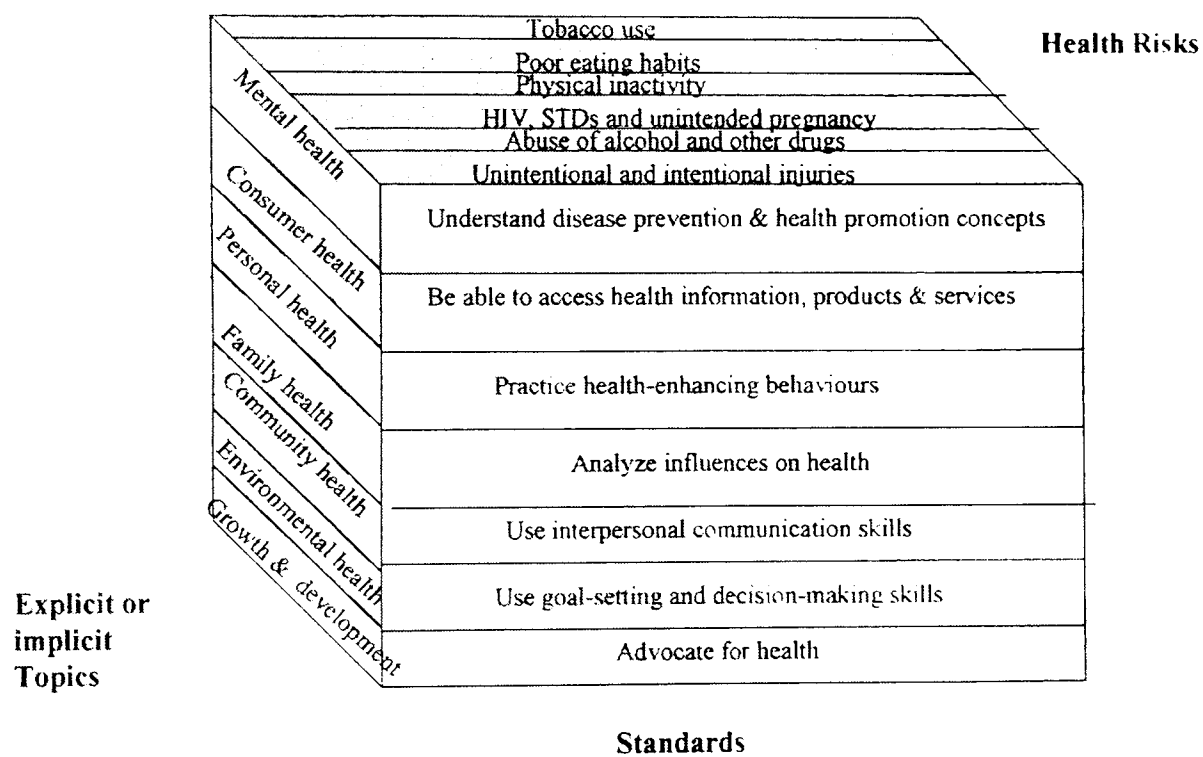 Tobacco use
Health Risks
Poor eating habits
Physical inactivity
HIV, STDs and unintended pregnancy
Abuse of alcohol and other drugs
Unintentional and intentional injuries
Mental health
Consumer health
Personal health
Family health
Community health
Environmental health
Growth & development
Understand disease prevention & health promotion concepts
Be able to access health information, products & services
Practice health-enhancing behaviours
Analyze influences on health
Use interpersonal communication skills
Use goal-setting and decision-making skills
Advocate for health
Explicit or
implicit
Topics
Standards